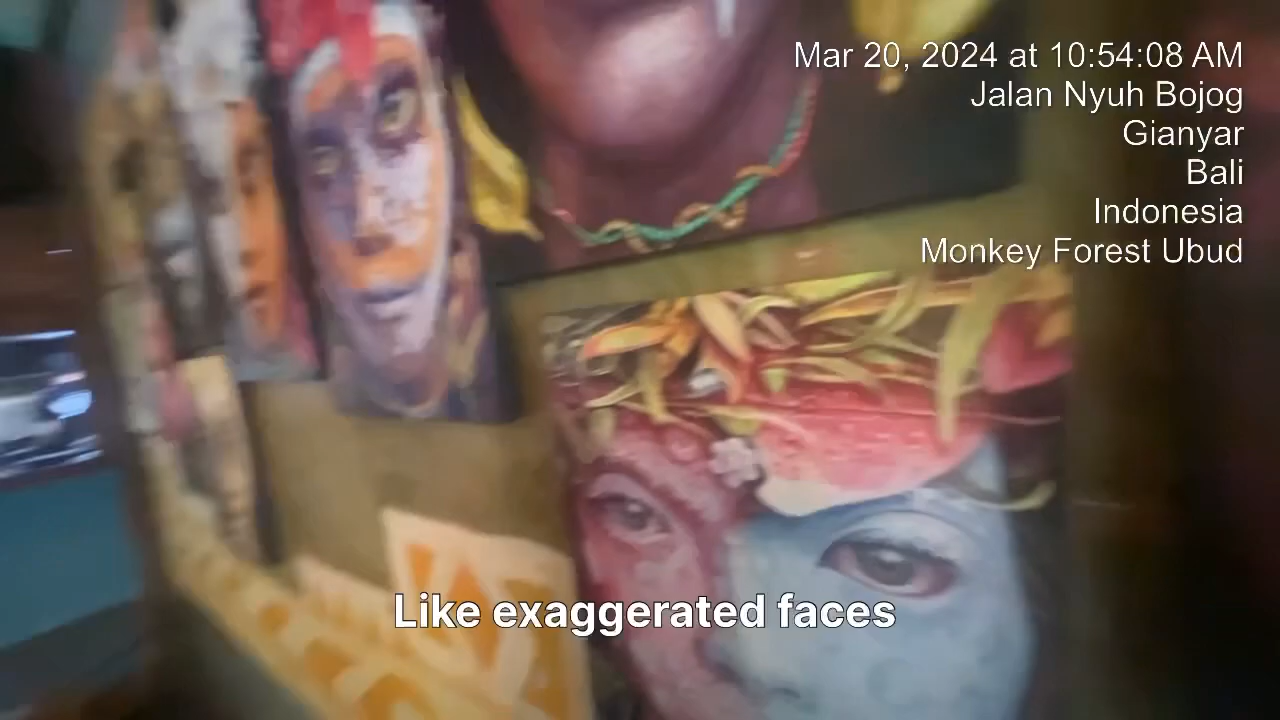 Mar 20, 2024 at 10:54:08 AM
Jalan Nyuh Bojog
Gianyar
Bali
Indonesia
Monkey Forest Ubud
Like exaggerated faces